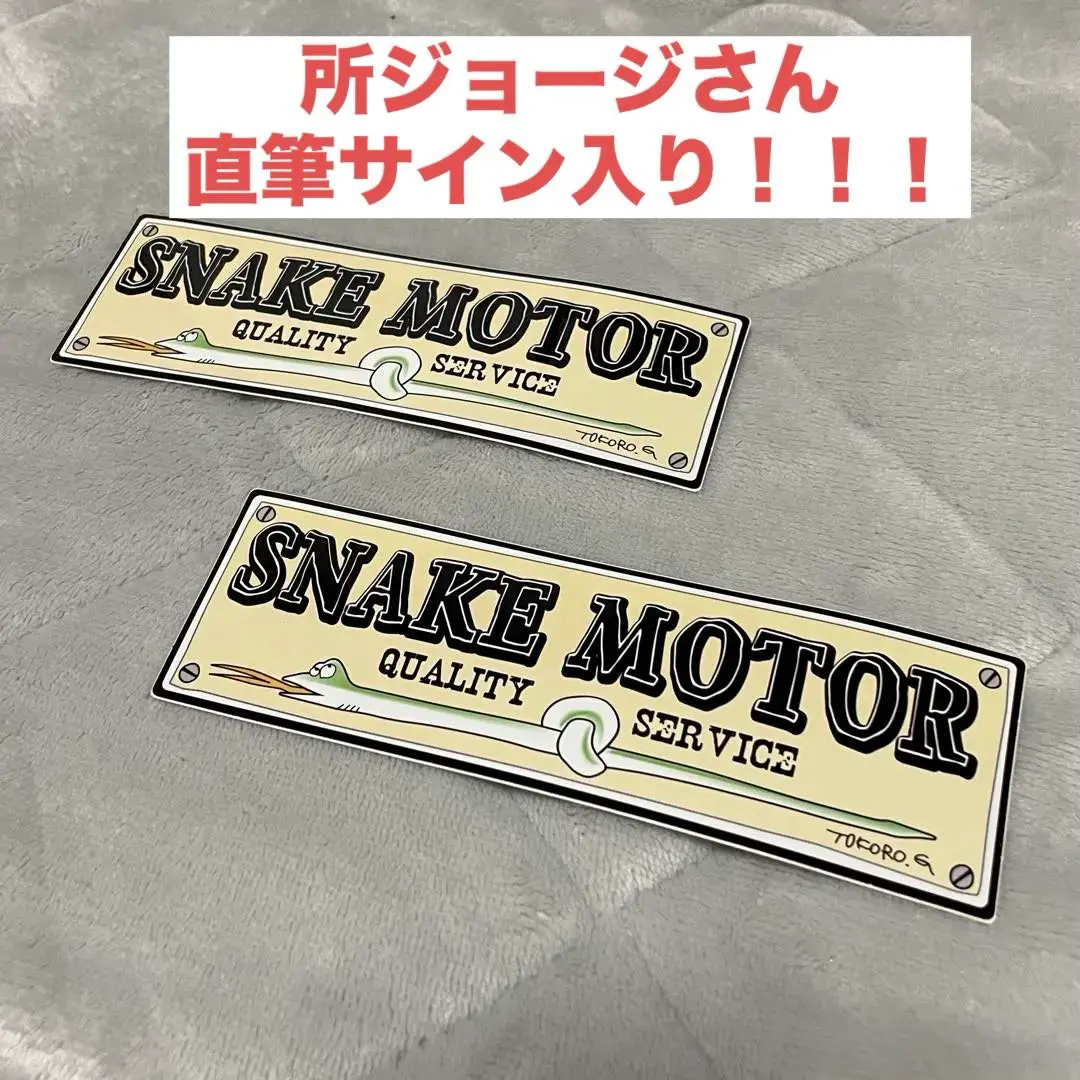 所ジョージさん
直筆サイン入り！！！
SNAKE MOTOR
QUALITY SERVICE
TOKORO.G
SNAKE MOTOR
QUALITY SERVICE
TOKORO.G